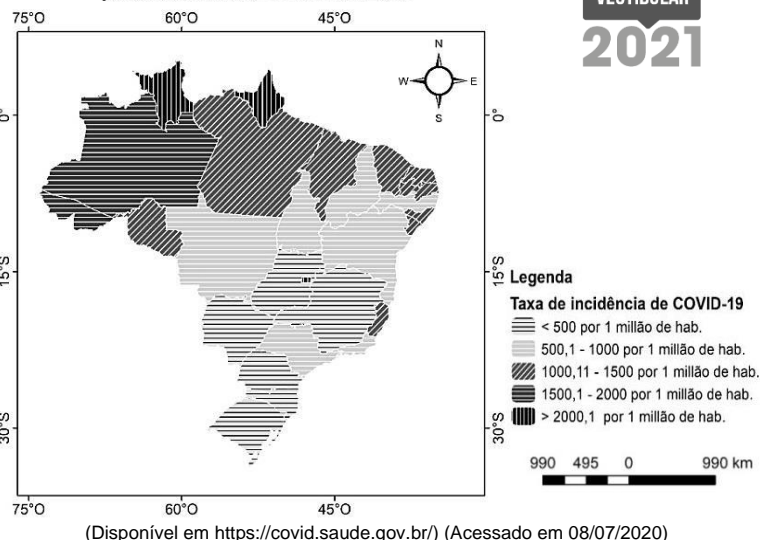 VESTIBULAR
2021
75°O 60°O 45°O
N
W E
S
0° 0°
15°S 15°S
30°S 30°S
75°O 60°O 45°O
Legenda
Taxa de incidência de COVID-19
< 500 por 1 millão de hab.
500,1 - 1000 por 1 millão de hab.
1000,11 - 1500 por 1 millão de hab.
1500,1 - 2000 por 1 millão de hab.
> 2000,1 por 1 millão de hab.
990 495 0 990 km
(Disponível em https://covid.saude.gov.br/) (Acessado em 08/07/2020)